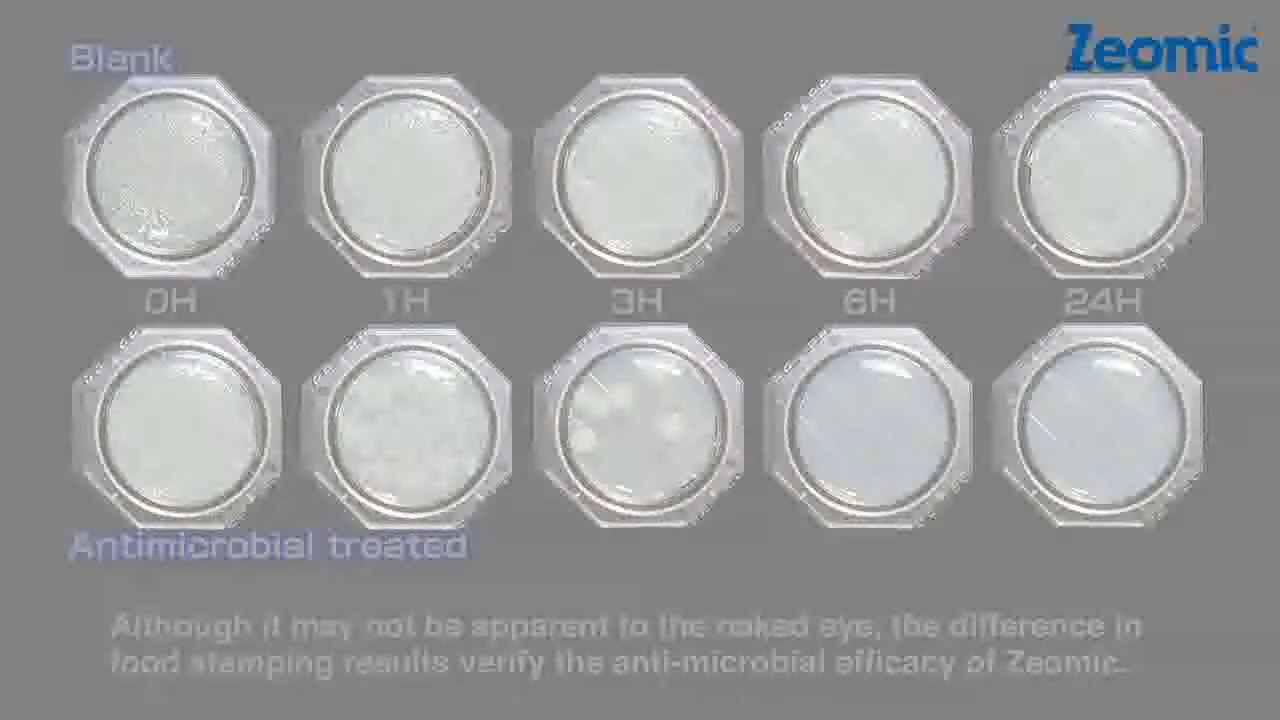 Zeomic
Blank
0H 1H 3H 6H 24H
Antimicrobial treated
Although it may not be apparent to the naked eye, the difference in
food stamping results verify the anti-microbial efficacy of Zeomic.